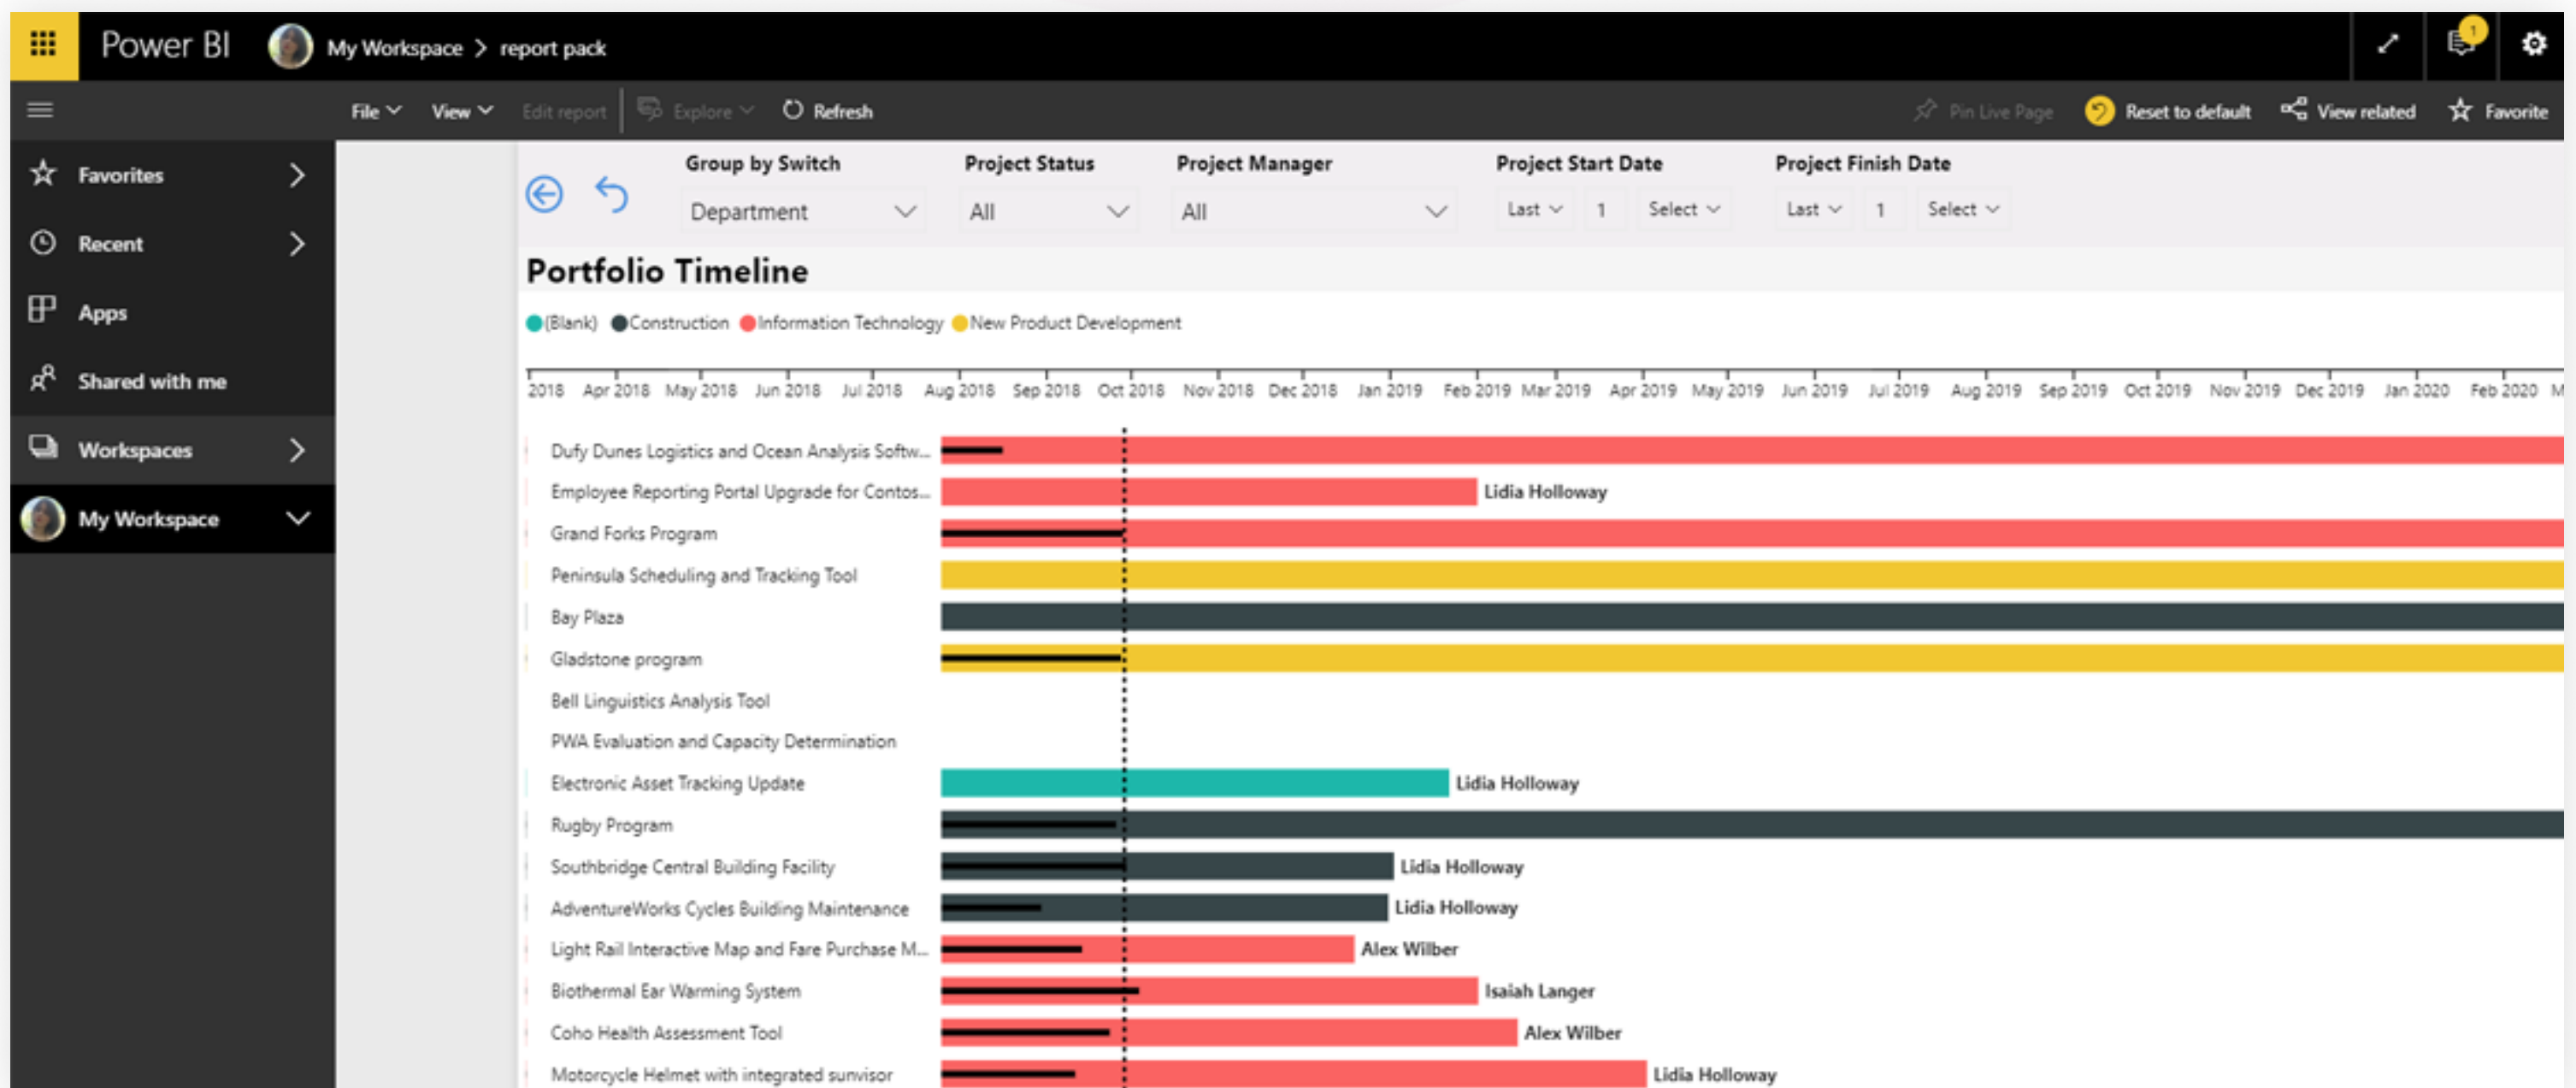 Power BI My Workspace > report pack 1
File View Edit report Explore Refresh Pin Live Page Reset to default View related Favorite
Favorites
Recent
Apps
Shared with me
Workspaces
My Workspace
Group by Switch Project Status Project Manager Project Start Date Project Finish Date
Department All All Last 1 Select Last 1 Select
Portfolio Timeline
(Blank) Construction Information Technology New Product Development
2018 Apr 2018 May 2018 Jun 2018 Jul 2018 Aug 2018 Sep 2018 Oct 2018 Nov 2018 Dec 2018 Jan 2019 Feb 2019 Mar 2019 Apr 2019 May 2019 Jun 2019 Jul 2019 Aug 2019 Sep 2019 Oct 2019 Nov 2019 Dec 2019 Jan 2020 Feb 2020 M
Dufy Dunes Logistics and Ocean Analysis Softw...
Employee Reporting Portal Upgrade for Contos... Lidia Holloway
Grand Forks Program
Peninsula Scheduling and Tracking Tool
Bay Plaza
Gladstone program
Bell Linguistics Analysis Tool
PWA Evaluation and Capacity Determination
Electronic Asset Tracking Update Lidia Holloway
Rugby Program
Southbridge Central Building Facility Lidia Holloway
AdventureWorks Cycles Building Maintenance Lidia Holloway
Light Rail Interactive Map and Fare Purchase M... Alex Wilber
Biothermal Ear Warming System Isaiah Langer
Coho Health Assessment Tool Alex Wilber
Motorcycle Helmet with integrated sunvisor Lidia Holloway